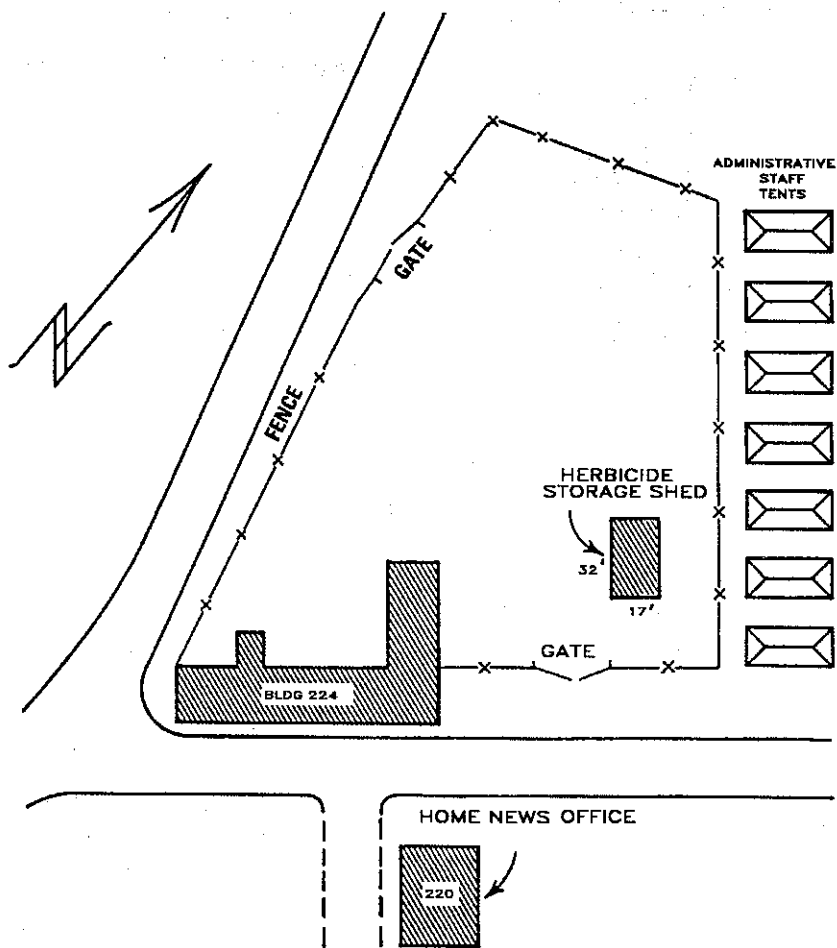 ADMINISTRATIVE
STAFF
TENTS
GATE
N
FENCE
HERBICIDE
STORAGE SHED
32'
17'
GATE
BLDG 224
HOME NEWS OFFICE
220